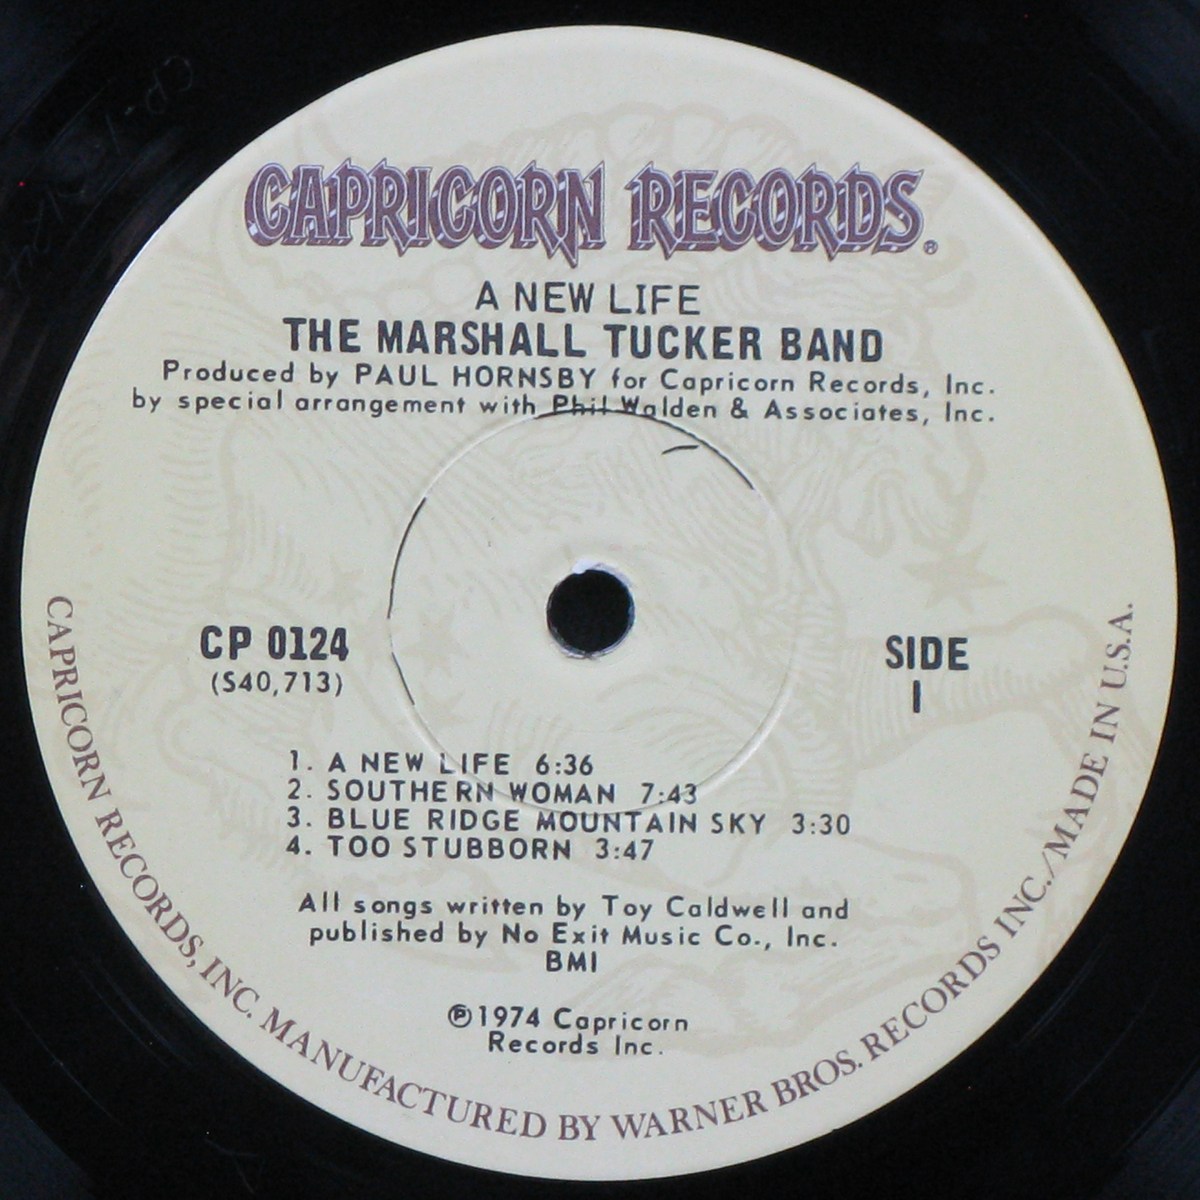 CAPRICORN RECORDS®
A NEW LIFE
THE MARSHALL TUCKER BAND
Produced by PAUL HORNSBY for Capricorn Records, Inc.
by special arrangement with Phil Walden & Associates, Inc.
CP 0124
(S40,713)
SIDE
1
1. A NEW LIFE 6:36
2. SOUTHERN WOMAN 7:43
3. BLUE RIDGE MOUNTAIN SKY 3:30
4. TOO STUBBORN 3:47
All songs written by Toy Caldwell and
published by No Exit Music Co., Inc.
BMI
℗1974 Capricorn
Records Inc.
CAPRICORN RECORDS, INC. MANUFACTURED BY WARNER BROS. RECORDS INC./MADE IN U.S.A.